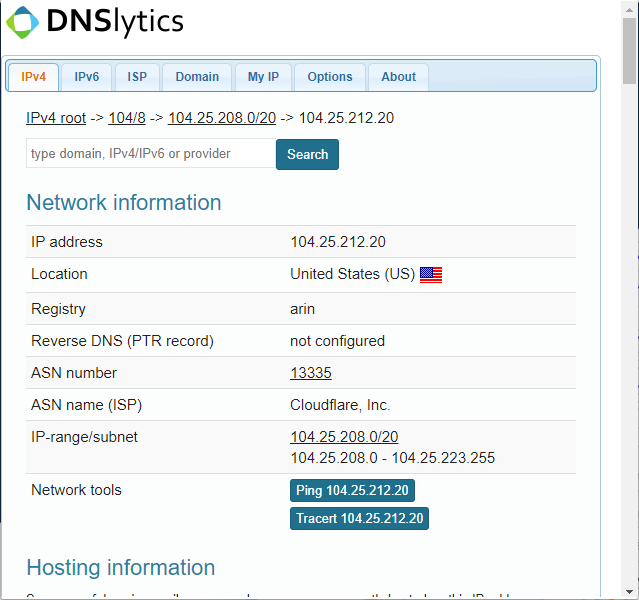 DNSlytics
IPv4 IPv6 ISP Domain My IP Options About
IPv4 root -> 104/8 -> 104.25.208.0/20 -> 104.25.212.20
type domain, IPv4/IPv6 or provider Search
Network information
IP address 104.25.212.20
Location United States (US)
Registry arin
Reverse DNS (PTR record) not configured
ASN number 13335
ASN name (ISP) Cloudflare, Inc.
IP-range/subnet 104.25.208.0/20
104.25.208.0 - 104.25.223.255
Network tools Ping 104.25.212.20
Tracert 104.25.212.20
Hosting information